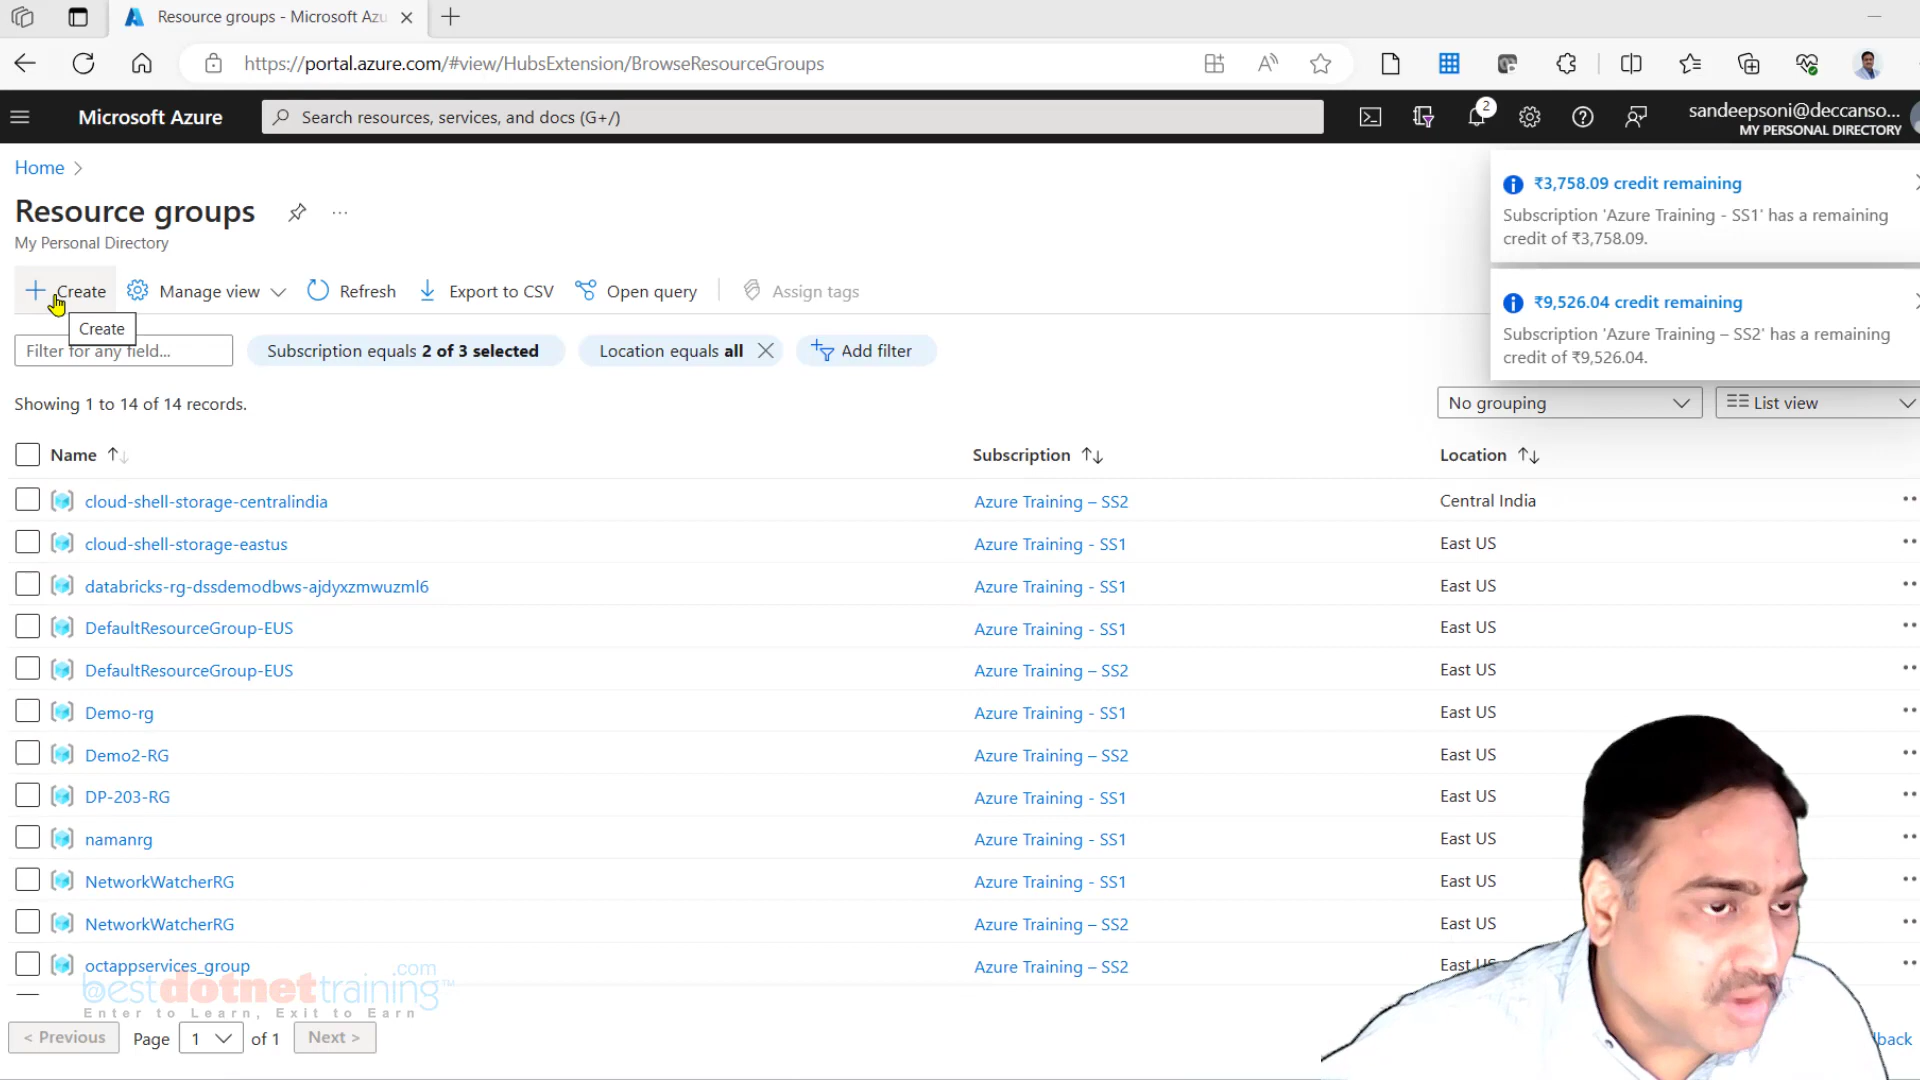 Resource groups - Microsoft Azu
https://portal.azure.com/#view/HubsExtension/BrowseResourceGroups
Microsoft Azure
Search resources, services, and docs (G+/)
2
sandeepsoni@deccanso...
MY PERSONAL DIRECTORY
Home
Resource groups
...
My Personal Directory
₹3,758.09 credit remaining
Subscription 'Azure Training - SS1' has a remaining
credit of ₹3,758.09.
₹9,526.04 credit remaining
Subscription 'Azure Training – SS2' has a remaining
credit of ₹9,526.04.
Create
Manage view
Refresh
Export to CSV
Open query
Assign tags
Create
Filter for any field...
Subscription equals 2 of 3 selected
Location equals all
Add filter
Showing 1 to 14 of 14 records.
No grouping
List view
Name
Subscription
Location
cloud-shell-storage-centralindia Azure Training – SS2 Central India
cloud-shell-storage-eastus Azure Training - SS1 East US
databricks-rg-dssdemodbws-ajdyxzmwuzml6 Azure Training - SS1 East US
DefaultResourceGroup-EUS Azure Training - SS1 East US
DefaultResourceGroup-EUS Azure Training – SS2 East US
Demo-rg Azure Training - SS1 East US
Demo2-RG Azure Training – SS2 East US
DP-203-RG Azure Training - SS1 East US
namanrg Azure Training - SS1 East US
NetworkWatcherRG Azure Training - SS1 East US
NetworkWatcherRG Azure Training – SS2 East US
octappservices_group Azure Training – SS2 East US
@bestdotnettraining.com™
Enter to Learn, Exit to Earn
< Previous
Page
1
of 1
Next >
back